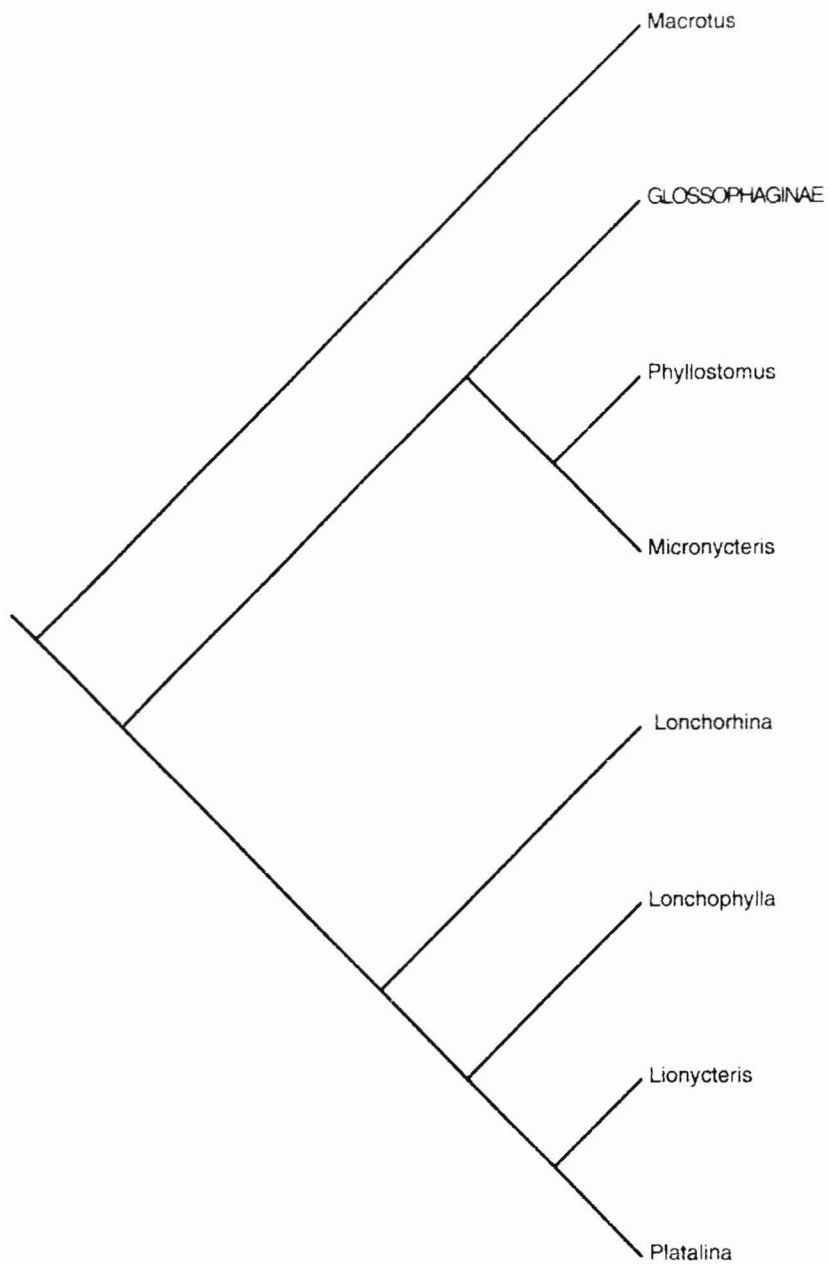 Macrotus
GLOSSOPHAGINAE
Phyllostomus
Micronycteris
Lonchorhina
Lonchophylla
Lionycteris
Platalina